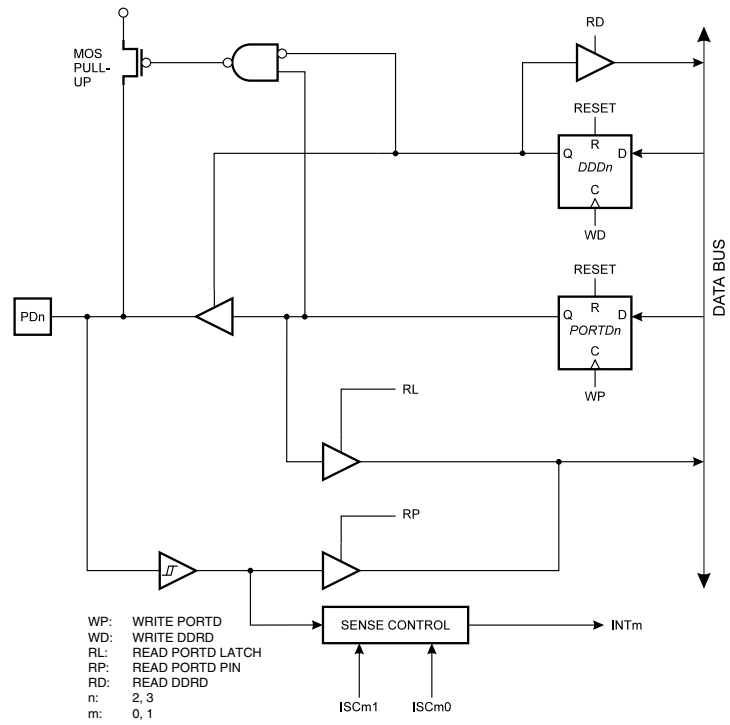 RD
MOS
PULL-
UP
RESET
R
Q
D
DDDn
C
WD
DATA BUS
RESET
PDn
R
Q
D
PORTDn
C
WP
RL
RP
SENSE CONTROL
INTm
ISCm1
ISCm0
WP: WRITE PORTD
WD: WRITE DDRD
RL: READ PORTD LATCH
RP: READ PORTD PIN
RD: READ DDRD
n: 2, 3
m: 0, 1